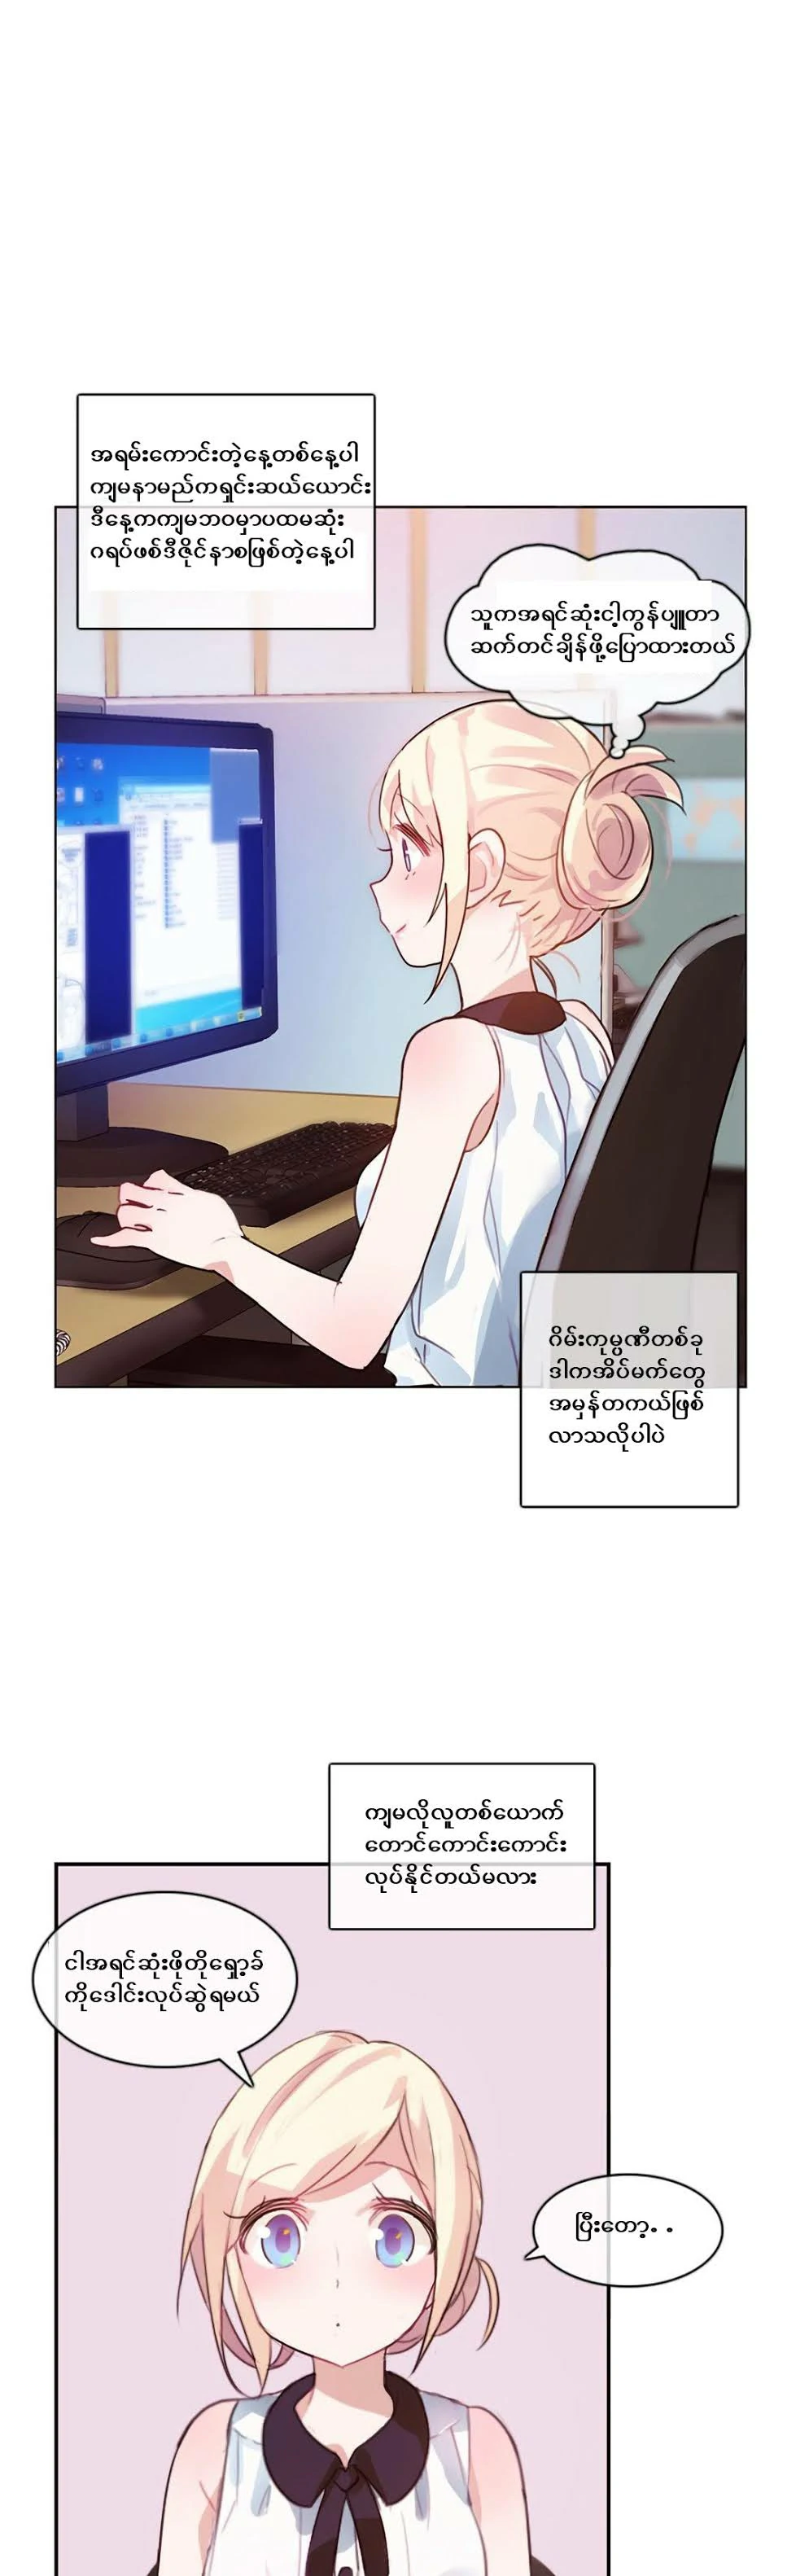 အရမ်းကောင်းတဲ့နေ့တစ်နေ့ပါ
ကျမနာမည်ကရှင်းဆယ်ယောင်း
ဒီနေ့ကကျမဘဝမှာပထမဆုံး
ဂရပ်ဖစ်ဒီဇိုင်နာစဖြစ်တဲ့နေ့ပါ
သူကအရင်ဆုံးငါ့ကွန်ပျူတာ
ဆက်တင်ချိန်ဖို့ပြောထားတယ်
ဂိမ်းကုမ္ပဏီတစ်ခု
ဒါကအိပ်မက်တွေ
အမှန်တကယ်ဖြစ်
လာသလိုပါပဲ
ကျမလိုလူတစ်ယောက်
တောင်ကောင်းကောင်း
လုပ်နိုင်တယ်မလား
ငါအရင်ဆုံးဖိုတိုရှော့ခ်
ကိုဒေါင်းလုပ်ဆွဲရမယ်
ပြီးတော့. .